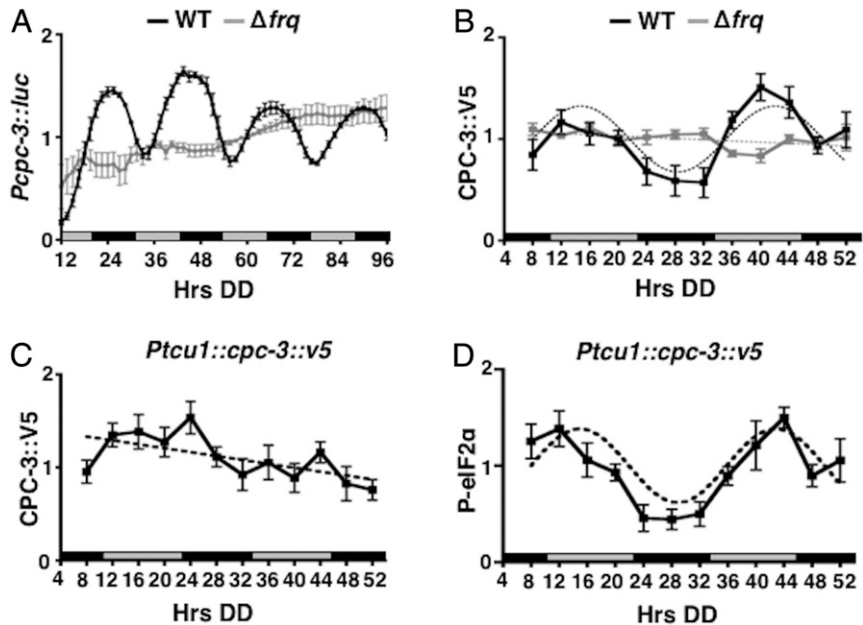 A
WT Δfrq
Pcpc-3::luc
2
1
0
12 24 36 48 60 72 84 96
Hrs DD
B
WT Δfrq
CPC-3::V5
2
1
0
4 8 12 16 20 24 28 32 36 40 44 48 52
Hrs DD
C
Ptcu1::cpc-3::v5
CPC-3::V5
2
1
0
4 8 12 16 20 24 28 32 36 40 44 48 52
Hrs DD
D
Ptcu1::cpc-3::v5
P-eIF2α
2
1
0
4 8 12 16 20 24 28 32 36 40 44 48 52
Hrs DD